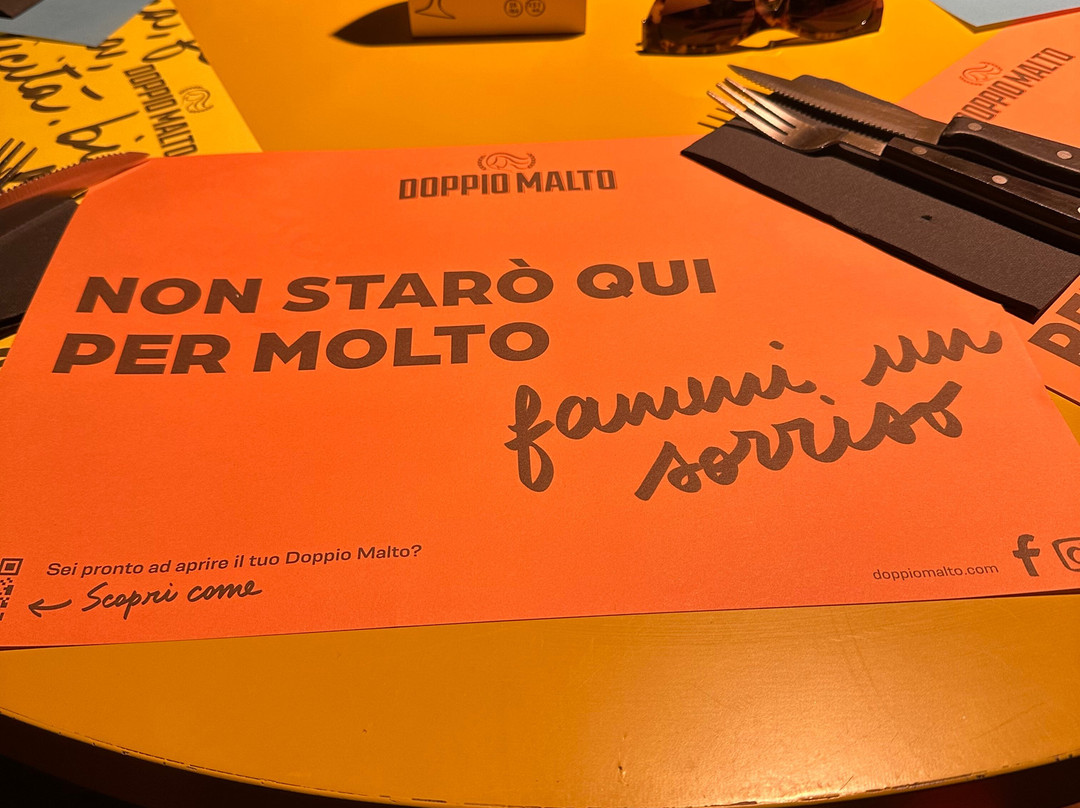 DOPPIO MALTO
DOPPIO MALTO
DOPPIO MALTO
NON STARÒ QUI
PER MOLTO
fammi un
sorriso
Sei pronto ad aprire il tuo Doppio Malto?
Scopri come
doppiomalto.com